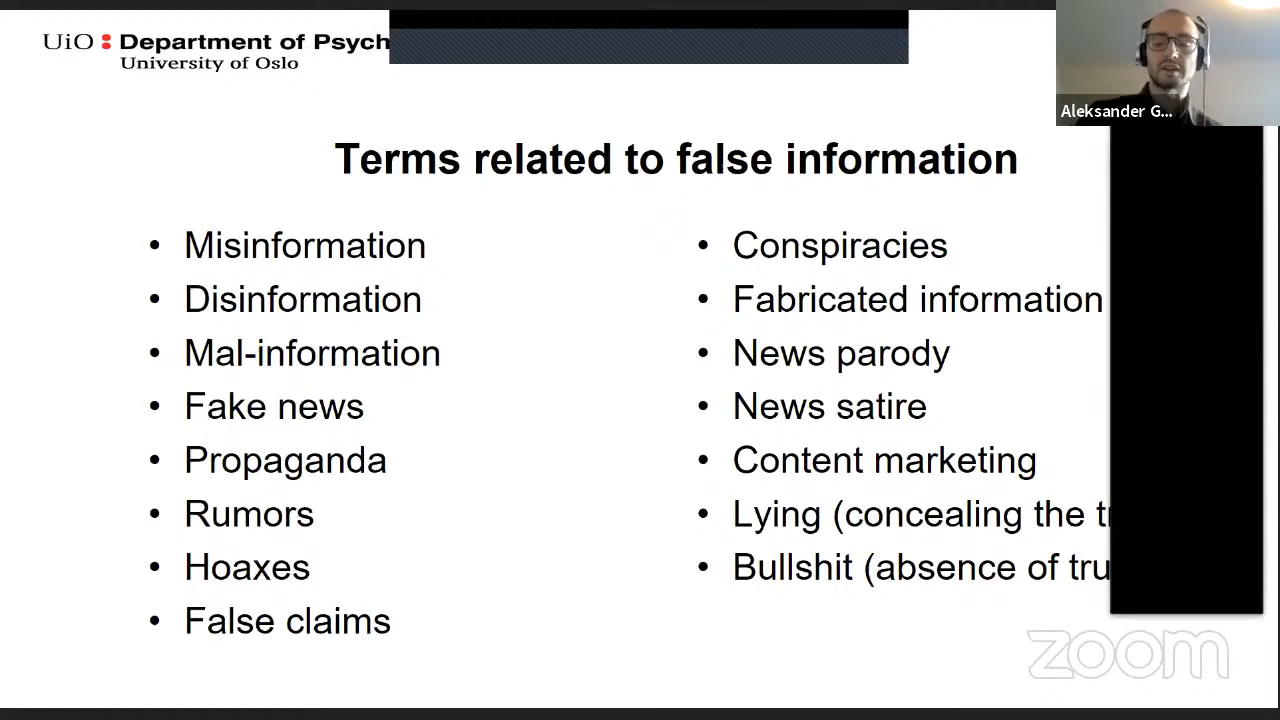 UiO : Department of Psych
University of Oslo
Aleksander G...
Terms related to false information
• Misinformation
• Disinformation
• Mal-information
• Fake news
• Propaganda
• Rumors
• Hoaxes
• False claims
• Conspiracies
• Fabricated information
• News parody
• News satire
• Content marketing
• Lying (concealing the
• Bullshit (absence of
zoom